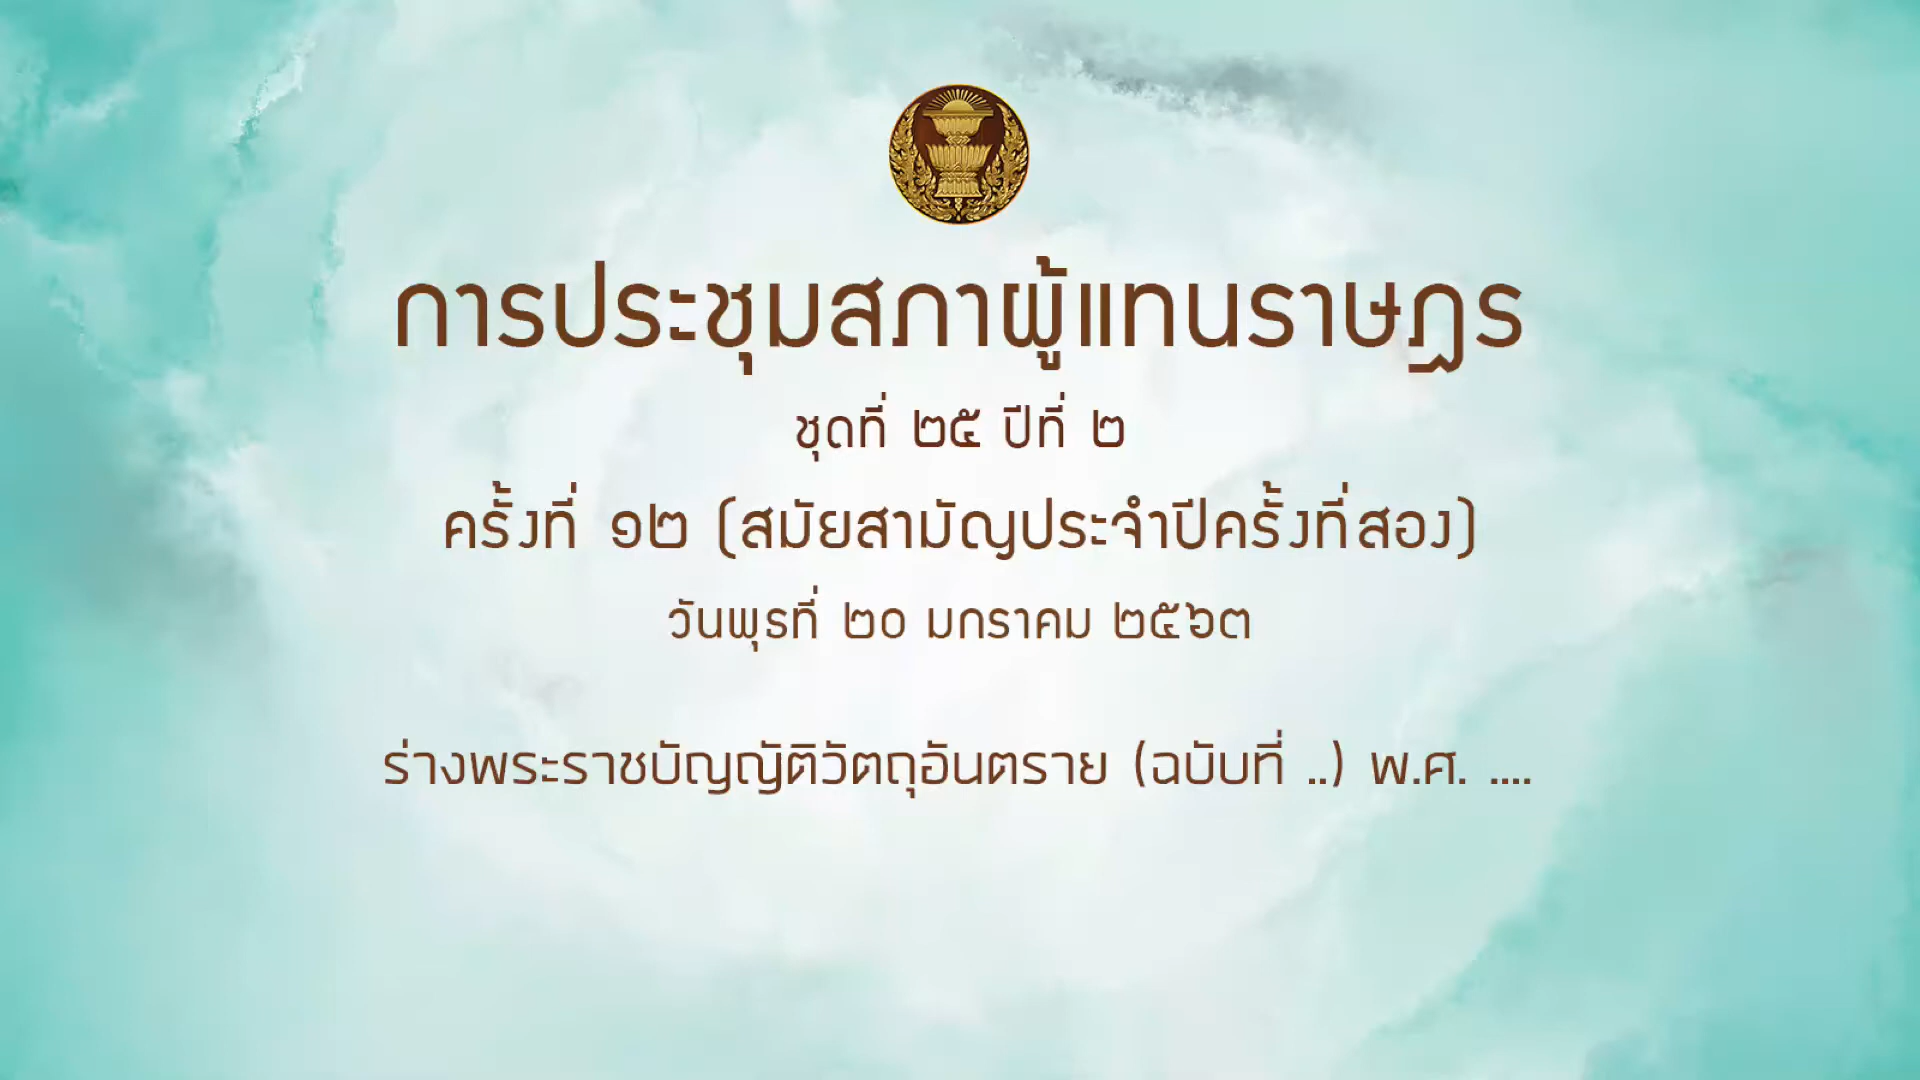 การประชุมสภาผู้แทนราษฎร
ชุดที่ ๒๕ ปีที่ ๒
ครั้งที่ ๑๒ (สมัยสามัญประจำปีครั้งที่สอง)
วันพุธที่ ๒๐ มกราคม ๒๕๖๓
ร่างพระราชบัญญัติวัตถุอันตราย (ฉบับที่ ..) พ.ศ. ....